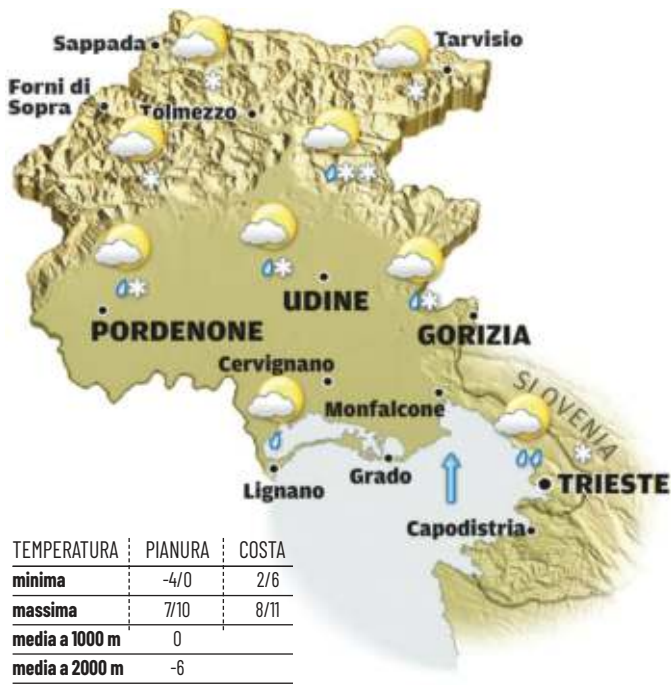 Sappada
Tarvisio
Forni di
Sopra
Tolmezzo
UDINE
PORDENONE
GORIZIA
Cervignano
SLOVENIA
Monfalcone
Grado
Lignano
TRIESTE
Capodistria
TEMPERATURA PIANURA COSTA
minima -4/0 2/6
massima 7/10 8/11
media a 1000 m 0
media a 2000 m -6